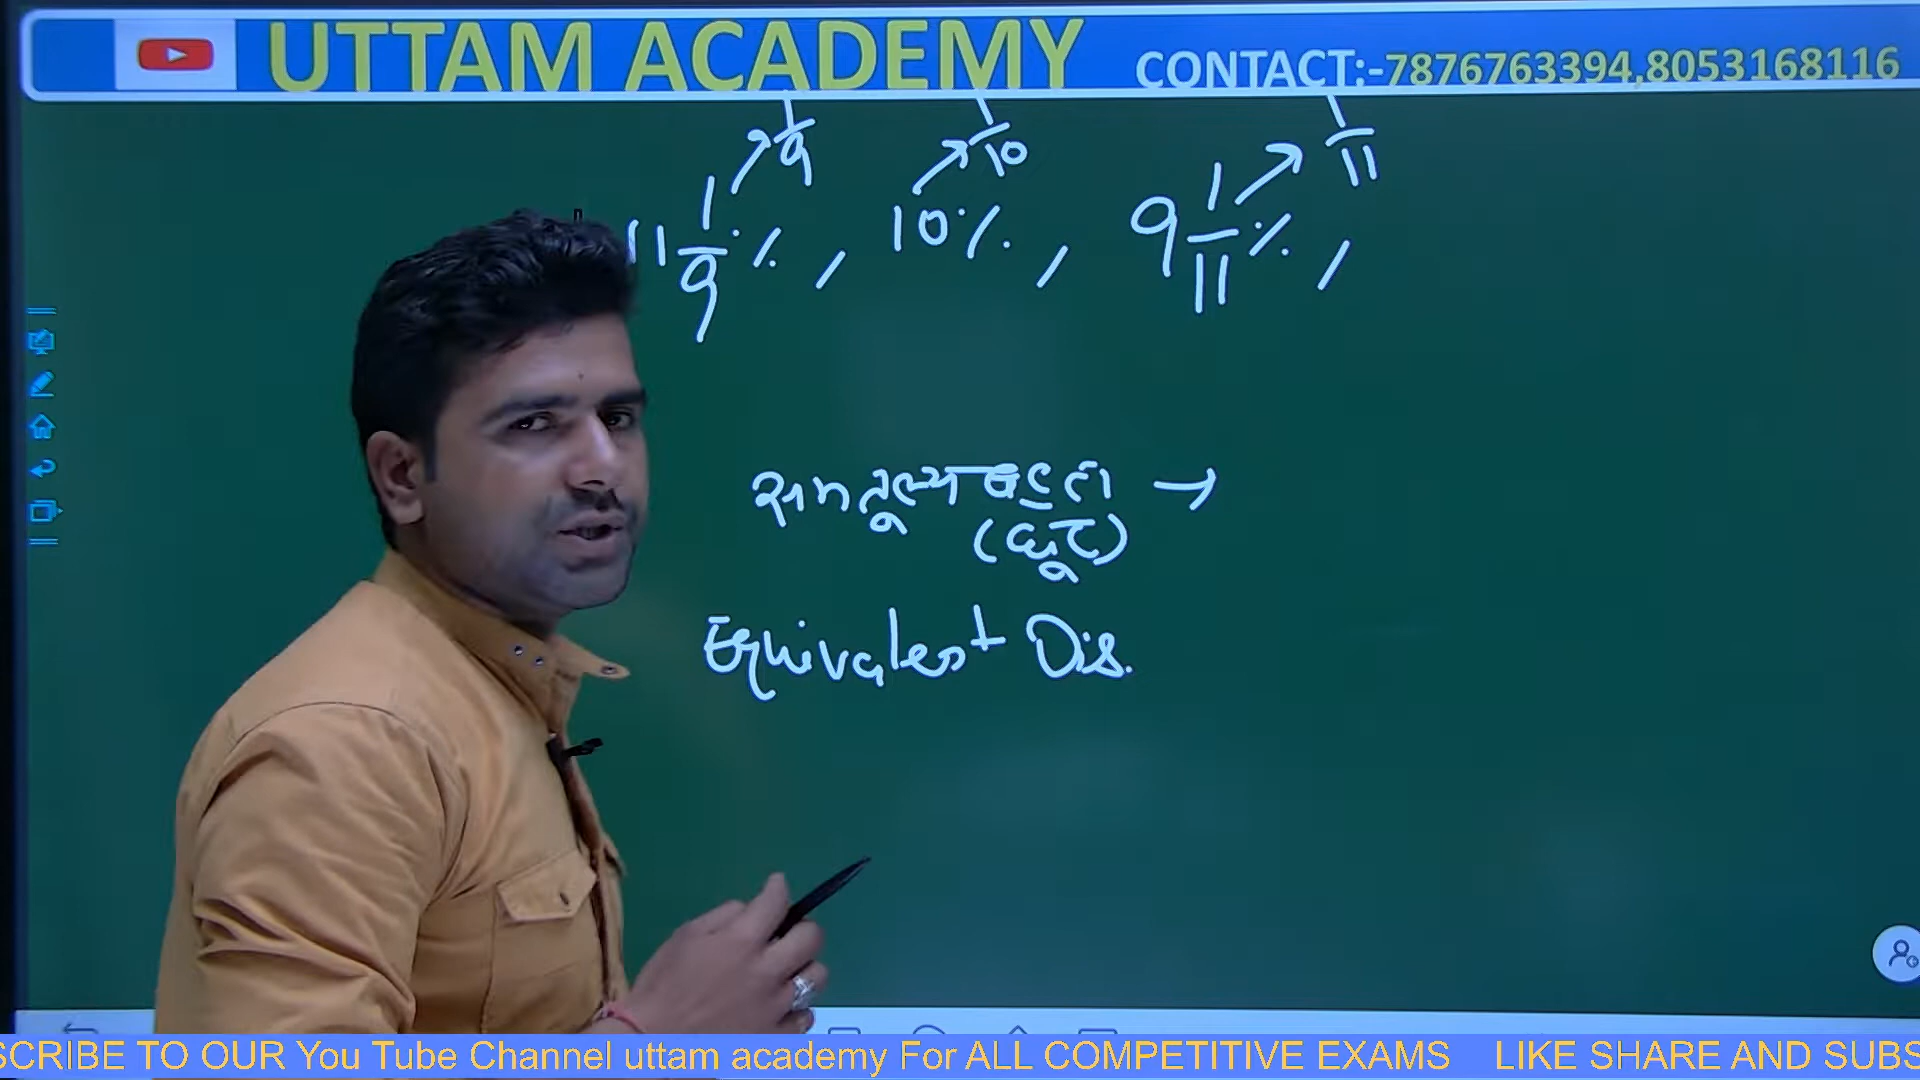 UTTAM ACADEMY CONTACT:-7876763394,8053168116
1/9 1/10 1/11
11 1/9 % , 10% , 9 1/11 % ,
समतूल्य बट्टा →
(छूट)
Equivalent Dis.
SCRIBE TO OUR You Tube Channel uttam academy For ALL COMPETITIVE EXAMS LIKE SHARE AND SUBS